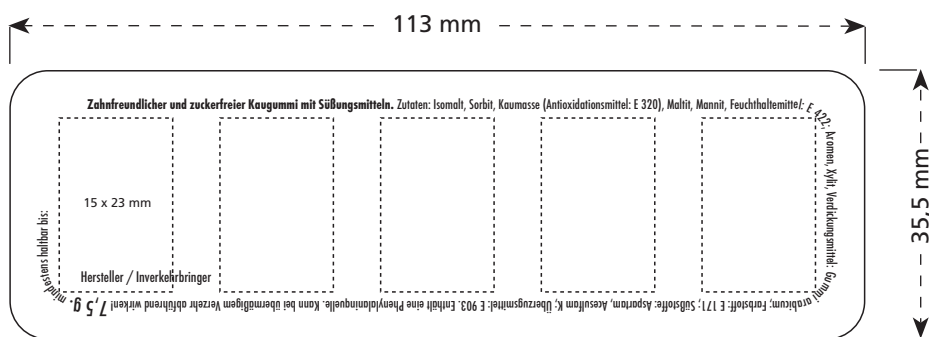 113 mm
35,5 mm
Zahnfreundlicher und zuckerfreier Kaugummi mit Süßungsmitteln. Zutaten: Isomalt, Sorbit, Kaumasse (Antioxidationsmittel: E 320), Maltit, Mannit, Feuchthaltemittel: E 422; Aromen, Xylit, Verdickungsmittel: Gummi arabicum; Farbstoff: E 171; Süßstoffe: Aspartam, Acesulfam K; Überzugsmittel: E 903. Enthält eine Phenylalaninquelle. Kann bei übermäßigem Verzehr abführend wirken! 7,5 g. mindestens haltbar bis:
15 x 23 mm
Hersteller / Inverkehrbringer